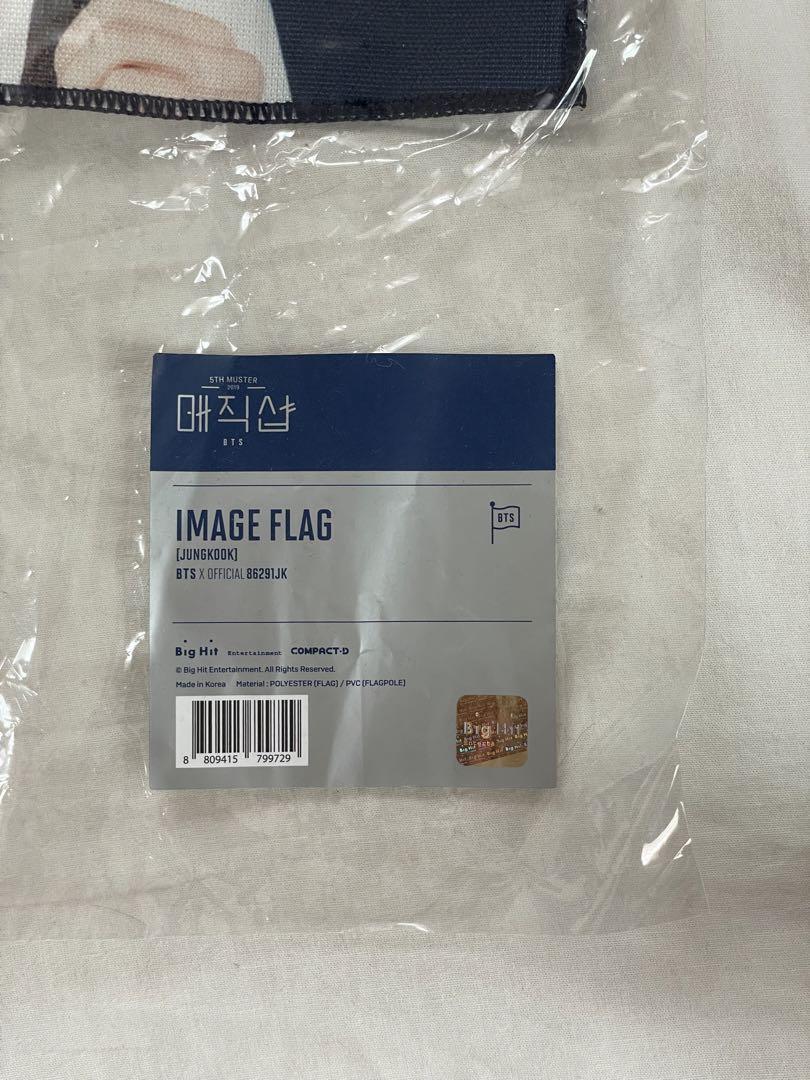 5TH MUSTER
2019
매직샵
BTS
IMAGE FLAG
BTS
[JUNGKOOK]
BTS X OFFICIAL 86291JK
Big Hit Entertainment COMPACT·D
© Big Hit Entertainment. All Rights Reserved.
Made in Korea Material : POLYESTER (FLAG) / PVC (FLAGPOLE)
8 809415 799729
Big Hit